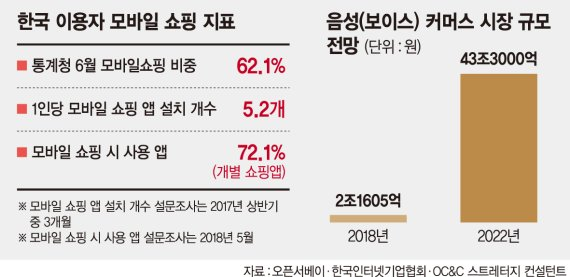 한국 이용자 모바일 쇼핑 지표
통계청 6월 모바일쇼핑 비중 62.1%
1인당 모바일 쇼핑 앱 설치 개수 5.2개
모바일 쇼핑 시 사용 앱 72.1%
(개별 쇼핑앱)
※ 모바일 쇼핑 앱 설치 개수 설문조사는 2017년 상반기
중 3개월
※ 모바일 쇼핑 시 사용 앱 설문조사는 2018년 5월
음성(보이스) 커머스 시장 규모
전망 (단위 : 원)
43조3000억
2조1605억
2018년 2022년
자료 : 오픈서베이 · 한국인터넷기업협회 · OC&C 스트레터지 컨설턴트